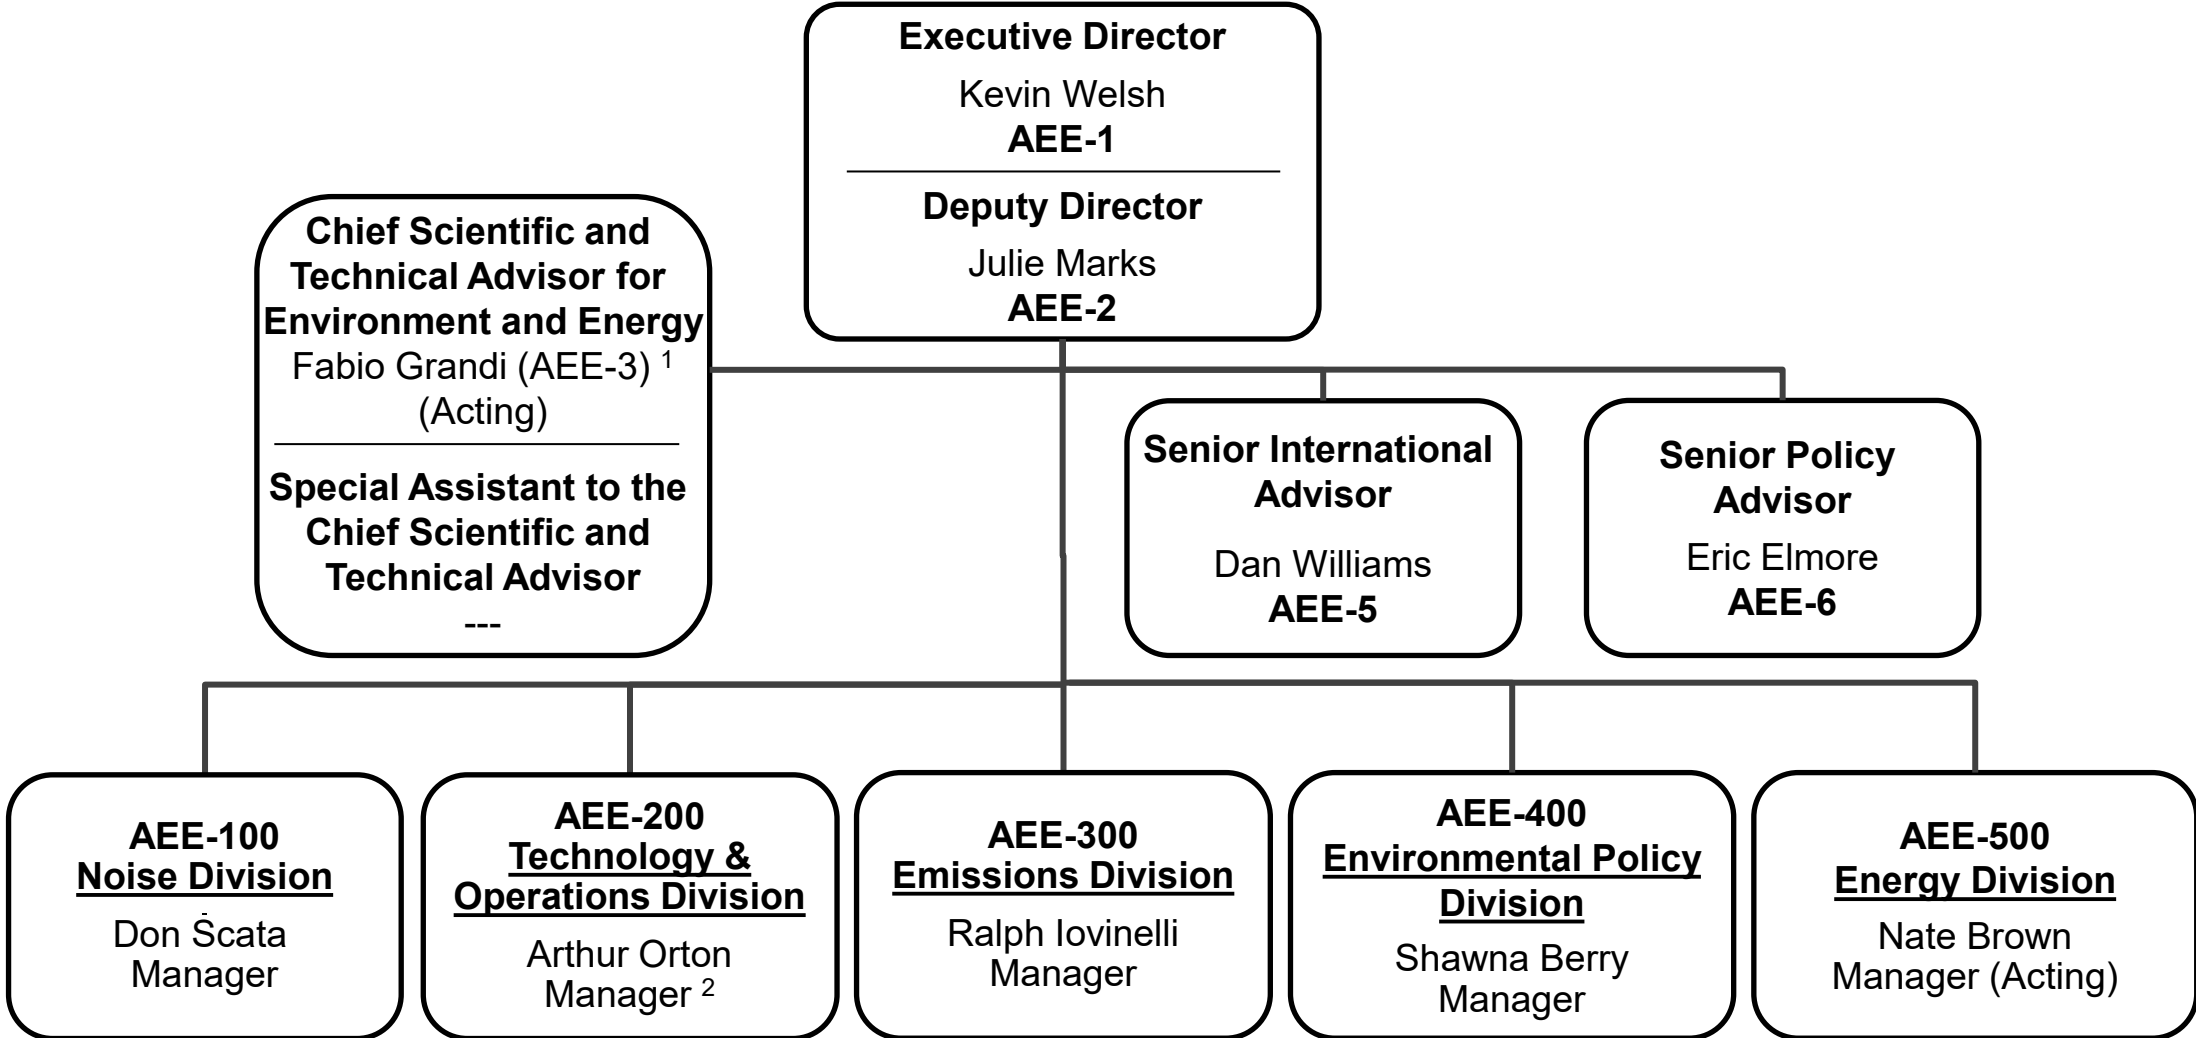 Executive Director
Kevin Welsh
AEE-1
Deputy Director
Julie Marks
AEE-2
Chief Scientific and
Technical Advisor for
Environment and Energy
Fabio Grandi (AEE-3) ¹
(Acting)
Special Assistant to the
Chief Scientific and
Technical Advisor
---
Senior International
Advisor
Dan Williams
AEE-5
Senior Policy
Advisor
Eric Elmore
AEE-6
AEE-100
Noise Division
Don Scata
Manager
AEE-200
Technology &
Operations Division
Arthur Orton
Manager ²
AEE-300
Emissions Division
Ralph Iovinelli
Manager
AEE-400
Environmental Policy
Division
Shawna Berry
Manager
AEE-500
Energy Division
Nate Brown
Manager (Acting)